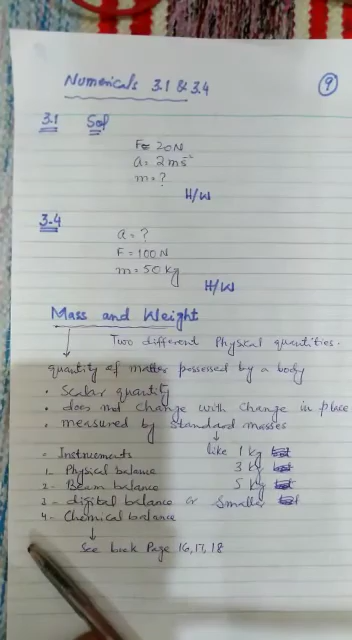 Numericals 3.1 & 3.4
9
3.1 Sol
F= 20N
a= 2ms⁻²
m=?
H/W
3.4
a= ?
F = 100 N
m = 50 kg
H/W
Mass and Weight
Two different Physical quantities.
quantity of matter possessed by a body
• Scalar quantity
• does not change with change in place
• measured by standard masses
- Instruments like 1 kg
1. Physical balance 3 kg
2- Beam balance 5 kg
3- digital balance or smaller
4- Chemical balance
See book Page 16,17,18